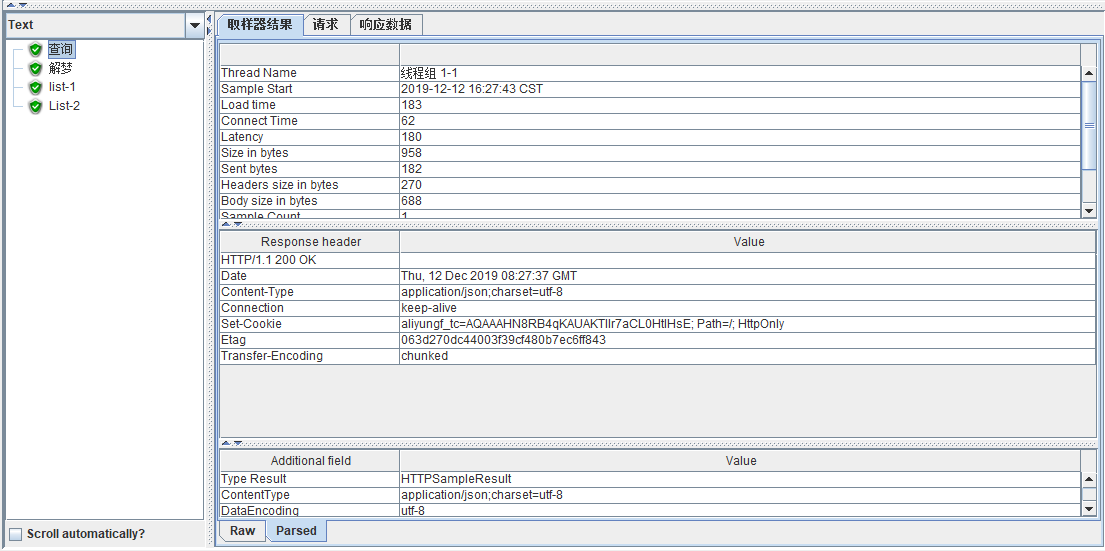 Text
查询
解梦
list-1
List-2
Scroll automatically?
取样器结果 请求 响应数据
Thread Name 线程组 1-1
Sample Start 2019-12-12 16:27:43 CST
Load time 183
Connect Time 62
Latency 180
Size in bytes 958
Sent bytes 182
Headers size in bytes 270
Body size in bytes 688
Sample Count 1
Response header Value
HTTP/1.1 200 OK
Date Thu, 12 Dec 2019 08:27:37 GMT
Content-Type application/json;charset=utf-8
Connection keep-alive
Set-Cookie aliyungf_tc=AQAAAHN8RB4qKAUAKTIlr7aCL0HtlHsE; Path=/; HttpOnly
Etag 063d270dc44003f39cf480b7ec6ff843
Transfer-Encoding chunked
Additional field Value
Type Result HTTPSampleResult
ContentType application/json;charset=utf-8
DataEncoding utf-8
Raw Parsed